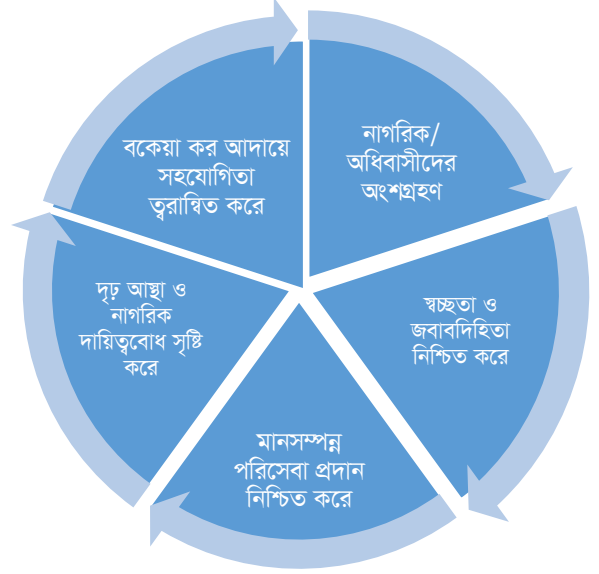 নাগরিক/
অধিবাসীদের
অংশগ্রহণ
স্বচ্ছতা ও
জবাবদিহিতা
নিশ্চিত করে
মানসম্পন্ন
পরিসেবা প্রদান
নিশ্চিত করে
দৃঢ় আস্থা ও
নাগরিক
দায়িত্ববোধ সৃষ্টি
করে
বকেয়া কর আদায়ে
সহযোগিতা
ত্বরান্বিত করে